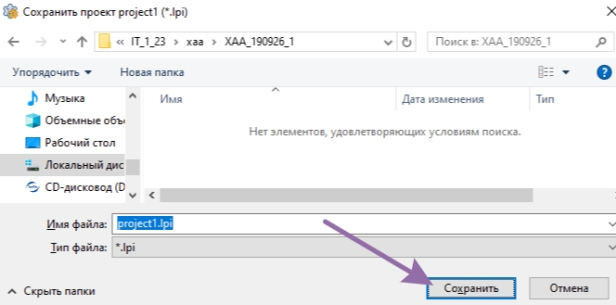 Сохранить проект project1 (*.lpi)
« IT_1_23 › xaa › XAA_190926_1
Поиск в: XAA_190926_1
Упорядочить
Новая папка
Имя
Дата изменения
Тип
Музыка
Объемные объ
Рабочий стол
Локальный дис
CD-дисковод (D
Нет элементов, удовлетворяющих условиям поиска.
Имя файла: project1.lpi
Тип файла: *.lpi
Скрыть папки
Сохранить
Отмена